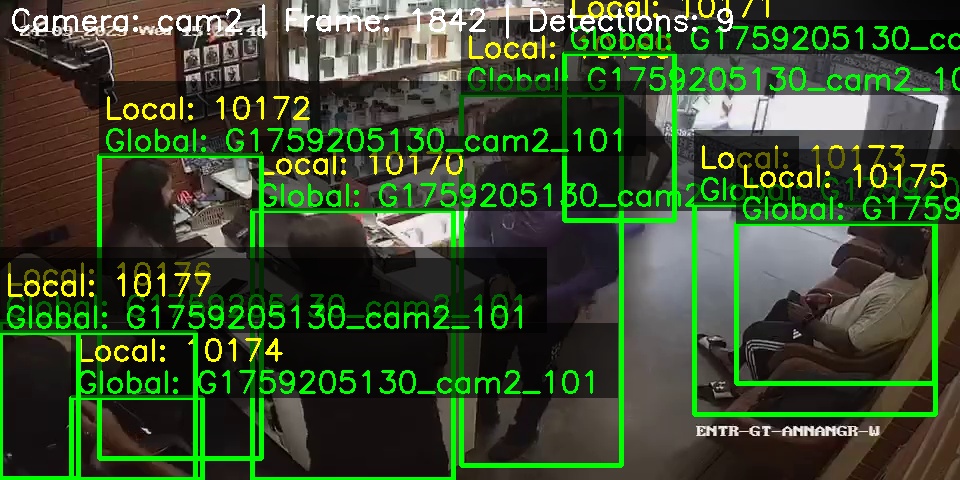 Camera: cam2 | Frame: 1842 | Detections: 9
Local: 10171
Global: G1759205130_ca
Local:
Global: G1759205130_cam2_10
Local: 10172
Global: G1759205130_cam2_101
Local: 10170
Global: G1759205130_cam2
Local: 10173
Local: 10175
Global: G1759
Local: 10177
Global: G1759205130_cam2_101
Local: 10174
Global: G1759205130_cam2_101
ENTR-GT-ANNANGR-W